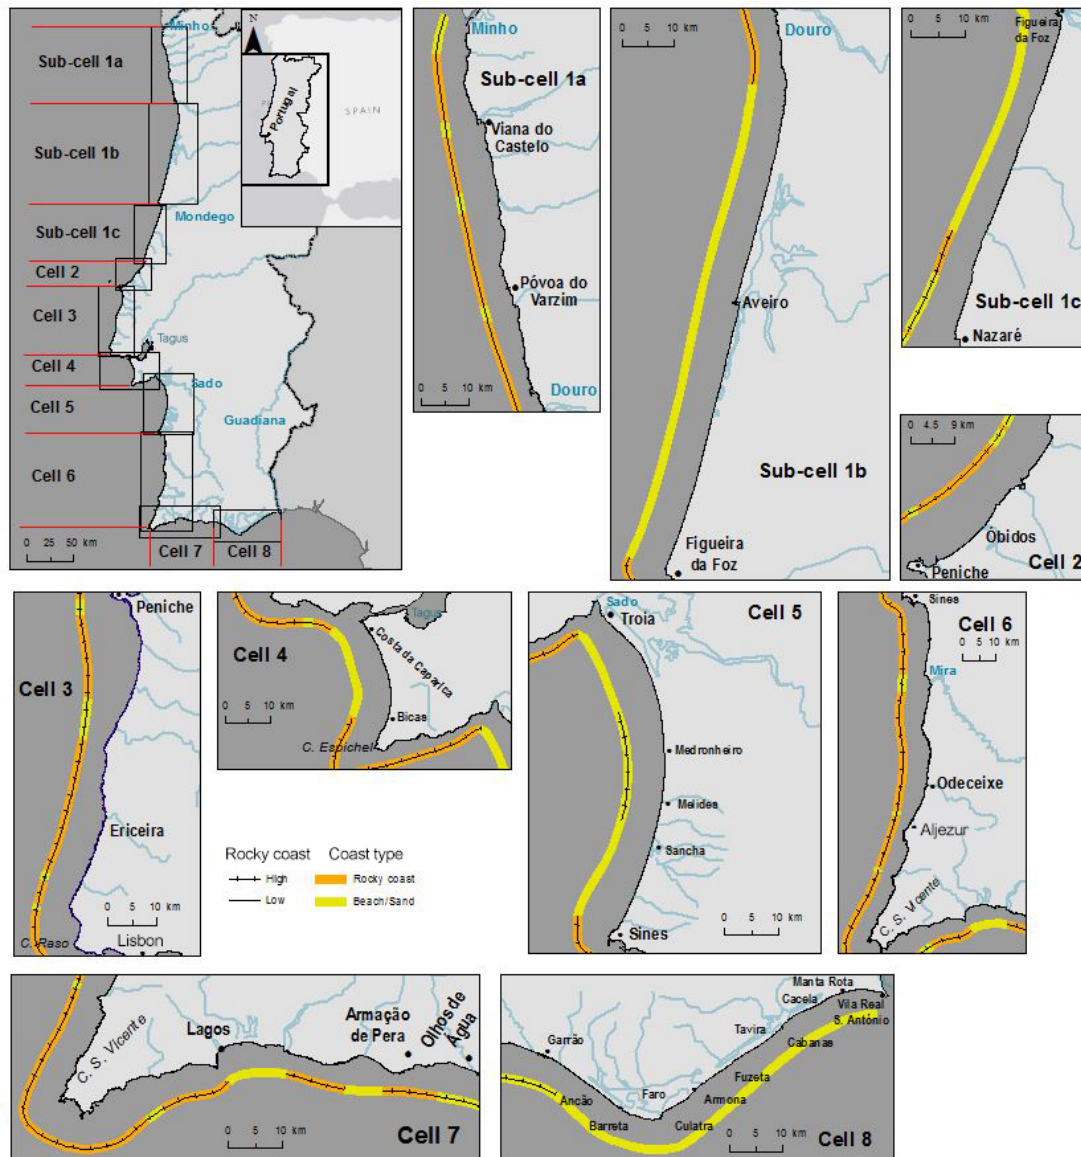 Minho
Sub-cell 1a
Sub-cell 1b
Mondego
Sub-cell 1c
Cell 2
Cell 3
Tagus
Cell 4
Sado
Cell 5
Guadiana
Cell 6
0 25 50 km
Cell 7
Cell 8
N
Portugal
SPAIN
Minho
Sub-cell 1a
Viana do
Castelo
Póvoa do
Varzim
0 5 10 km
Douro
0 5 10 km
Douro
Aveiro
Sub-cell 1b
Figueira
da Foz
0 5 10 km
Figueira
da Foz
Sub-cell 1c
Nazaré
0 4.5 9 km
Óbidos
Cell 2
Peniche
Peniche
Cell 3
Ericeira
0 5 10 km
C. Raso
Lisbon
Tagus
Cell 4
Costa da Caparica
0 5 10 km
Bicas
C. Espichel
Rocky coast
High
Low
Coast type
Rocky coast
Beach/Sand
Sado
Cell 5
Troia
Medronheiro
Melides
Sancha
0 5 10 km
Sines
Sines
Cell 6
0 5 10 km
Mira
Odeceixe
Aljezur
C. S. Vicente
C. S. Vicente
Lagos
Armação
de Pera
Olhos de
Água
0 5 10 km
Cell 7
Manta Rota
Cacela
Vila Real
S. António
Garrão
Tavira
Cabanas
Fuzeta
Faro
Anção
Armona
Barreta
Culatra
0 5 10 km
Cell 8